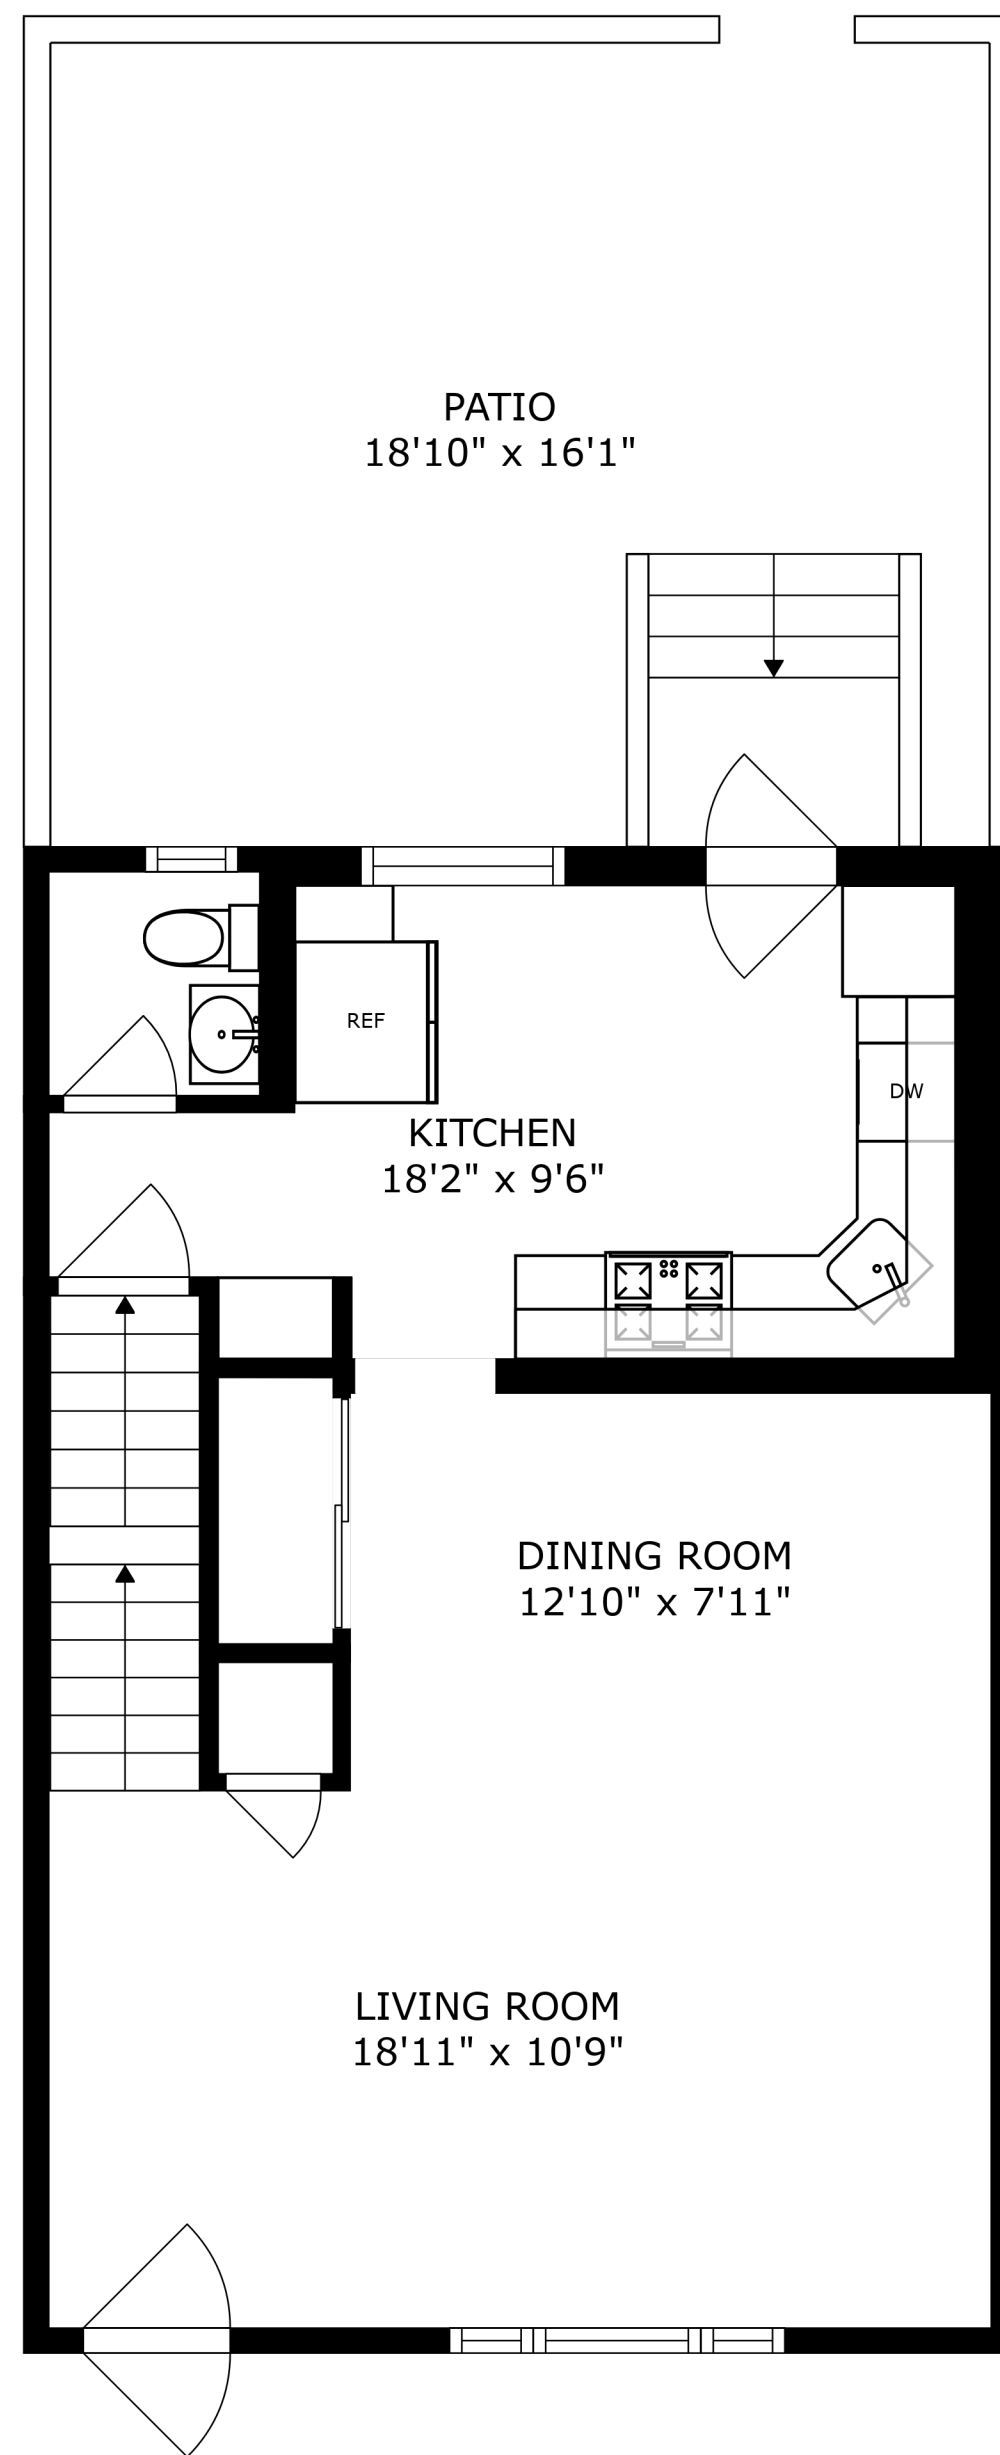 PATIO
18'10" x 16'1"
REF
DW
KITCHEN
18'2" x 9'6"
DINING ROOM
12'10" x 7'11"
LIVING ROOM
18'11" x 10'9"